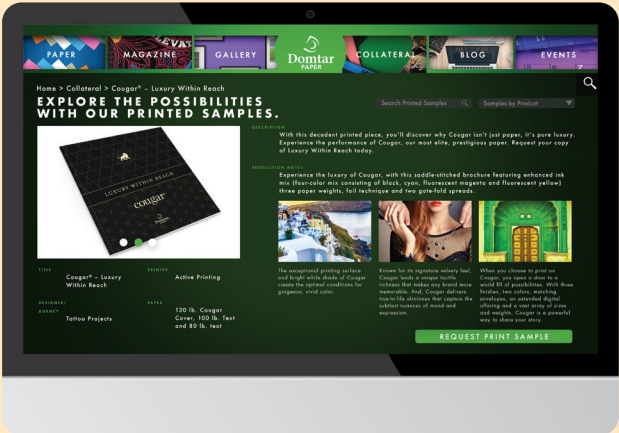 PAPER
MAGAZINE
GALLERY
Domtar
PAPER
COLLATERAL
BLOG
EVENTS
Home > Collateral > Cougar® – Luxury Within Reach
EXPLORE THE POSSIBILITIES
WITH OUR PRINTED SAMPLES.
Search Printed Samples
Samples by Product
LUXURY WITHIN REACH
cougar
DESCRIPTION
With this decadent printed piece, you'll discover why Cougar isn't just paper, it's pure luxury.
Experience the performance of Cougar, our most elite, prestigious paper. Request your copy
of Luxury Within Reach today.
PRODUCTION NOTES
Experience the luxury of Cougar, with this saddle-stitched brochure featuring enhanced ink
mix (four-color mix consisting of black, cyan, fluorescent magenta and fluorescent yellow)
three paper weights, foil technique and two gate-fold spreads.
The exceptional printing surface
and bright white shade of Cougar
create the optimal conditions for
gorgeous, vivid color.
Known for its signature velvety feel,
Cougar lends a unique tactile
richness that makes any brand more
memorable. And, Cougar delivers
true-to-life skintones that capture the
subtlest nuances of mood and
expression.
When you choose to print on
Cougar, you open a door to a
world full of possibilities. With three
finishes, two colors, matching
envelopes, an extended digital
offering and a vast array of sizes
and weights, Cougar is a powerful
way to share your story.
TITLE
Cougar® – Luxury
Within Reach
PRINTER
Active Printing
DESIGNER/
AGENCY
Tattoo Projects
PAPER
130 lb. Cougar
Cover, 100 lb. Text
and 80 lb. text
REQUEST PRINT SAMPLE